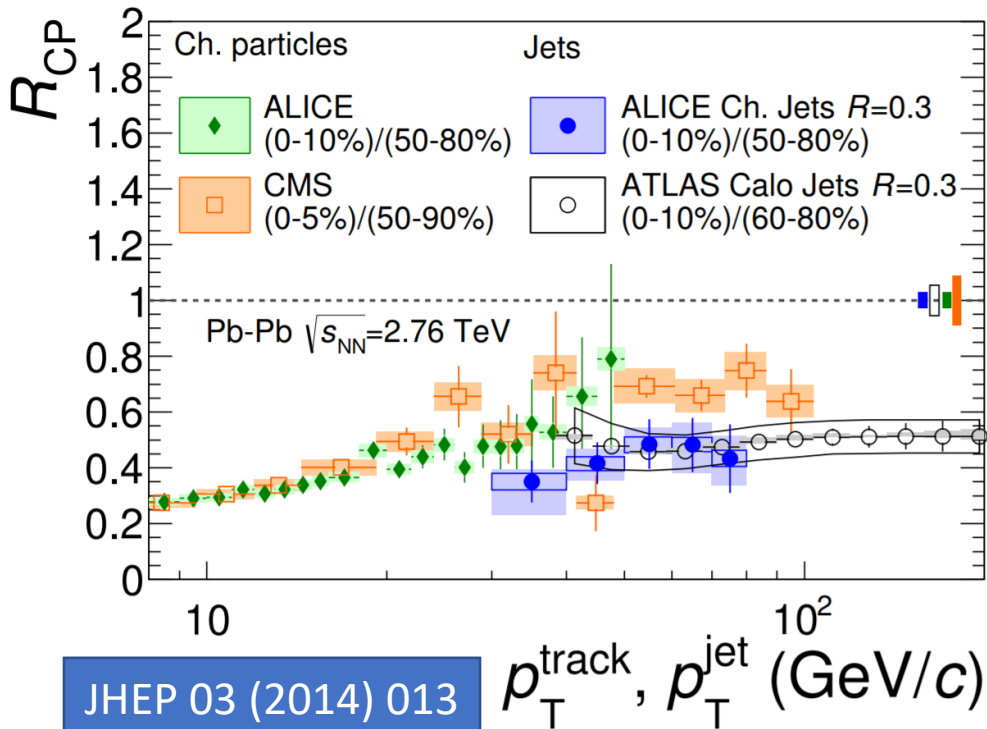 R_CP
2
1.8
1.6
1.4
1.2
1
0.8
0.6
0.4
0.2
0
Ch. particles
ALICE
(0-10%)/(50-80%)
CMS
(0-5%)/(50-90%)
Jets
ALICE Ch. Jets R=0.3
(0-10%)/(50-80%)
ATLAS Calo Jets R=0.3
(0-10%)/(60-80%)
Pb-Pb √s_NN=2.76 TeV
10
10²
p_T^track, p_T^jet (GeV/c)
JHEP 03 (2014) 013